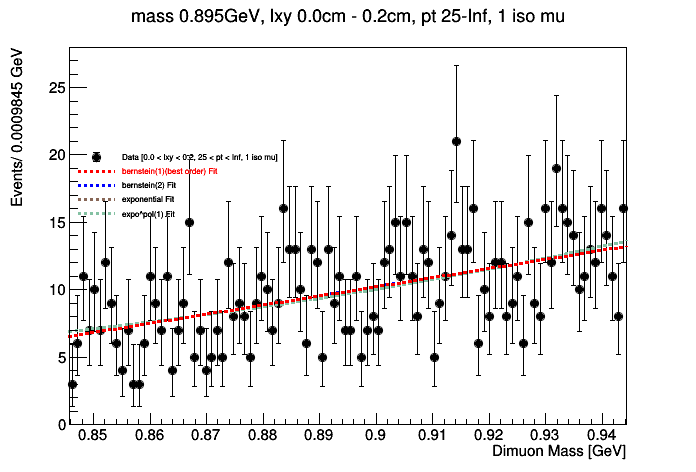 mass 0.895GeV, lxy 0.0cm - 0.2cm, pt 25-Inf, 1 iso mu
Events/ 0.0009845 GeV
25
20
15
10
5
0
Data [0.0 < lxy < 0.2, 25 < pt < Inf, 1 iso mu]
bernstein(1)(best order) Fit
bernstein(2) Fit
exponential Fit
expo*pol(1) Fit
0.85 0.86 0.87 0.88 0.89 0.9 0.91 0.92 0.93 0.94
Dimuon Mass [GeV]